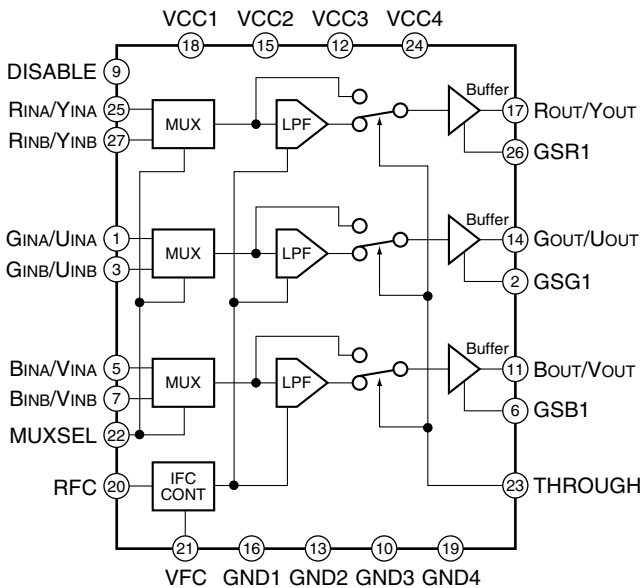 VCC1 VCC2 VCC3 VCC4
18 15 12 24
DISABLE 9
RINA/YINA 25
RINB/YINB 27
MUX
LPF
Buffer
17 ROUT/YOUT
26 GSR1
GINA/UINA 1
GINB/UINB 3
MUX
LPF
Buffer
14 GOUT/UOUT
2 GSG1
BINA/VINA 5
BINB/VINB 7
MUX
LPF
Buffer
11 BOUT/VOUT
6 GSB1
MUXSEL 22
RFC 20
IFC
CONT
23 THROUGH
21 16 13 10 19
VFC GND1 GND2 GND3 GND4